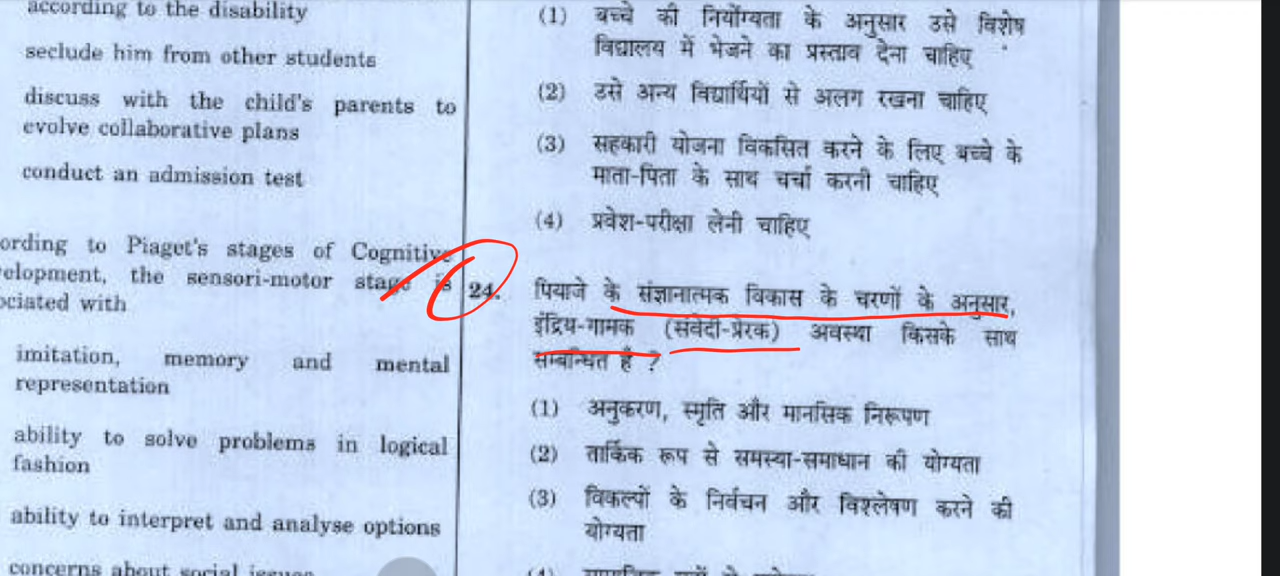 according to the disability
seclude him from other students
discuss with the child's parents to
evolve collaborative plans
conduct an admission test
ording to Piaget's stages of Cognitive
elopment, the sensori-motor stage is
ociated with
imitation, memory and mental
representation
ability to solve problems in logical
fashion
ability to interpret and analyse options
concerns about social issues
(1) बच्चे की निर्योग्यता के अनुसार उसे विशेष
विद्यालय में भेजने का प्रस्ताव देना चाहिए
(2) उसे अन्य विद्यार्थियों से अलग रखना चाहिए
(3) सहकारी योजना विकसित करने के लिए बच्चे के
माता-पिता के साथ चर्चा करनी चाहिए
(4) प्रवेश-परीक्षा लेनी चाहिए
24. पियाजे के संज्ञानात्मक विकास के चरणों के अनुसार,
इंद्रिय-गामक (संवेदी-प्रेरक) अवस्था किसके साथ
सम्बन्धित है ?
(1) अनुकरण, स्मृति और मानसिक निरूपण
(2) तार्किक रूप से समस्या-समाधान की योग्यता
(3) विकल्पों के निर्वचन और विश्लेषण करने की
योग्यता
(4)